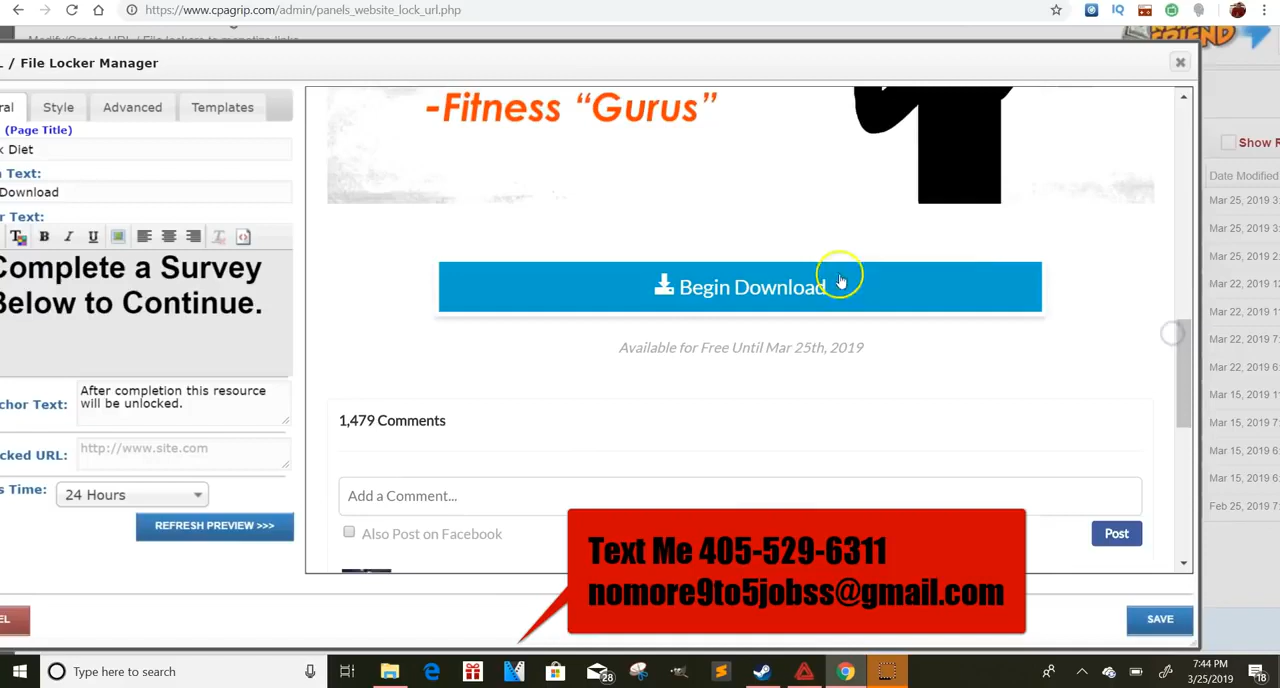 https://www.cpagrip.com/admin/panels_website_lock_url.php
IQ
/ File Locker Manager
Style
Advanced
Templates
(Page Title)
Diet
Text:
Download
Text:
B I U
Complete a Survey
Below to Continue.
Text:
After completion this resource
will be unlocked.
URL:
http://www.site.com
Time:
24 Hours
REFRESH PREVIEW >>>
-Fitness “Gurus”
Begin Download
Available for Free Until Mar 25th, 2019
1,479 Comments
Add a Comment...
Also Post on Facebook
Post
Text Me 405-529-6311
nomore9to5jobss@gmail.com
SAVE
Show
Date Modified
Mar 25, 2019
Mar 25, 2019
Mar 25, 2019
Mar 22, 2019
Mar 22, 2019
Mar 22, 2019
Mar 22, 2019
Mar 15, 2019
Mar 15, 2019
Mar 15, 2019
Mar 15, 2019
Feb 25, 2019
Type here to search
28
7:44 PM
3/25/2019
18